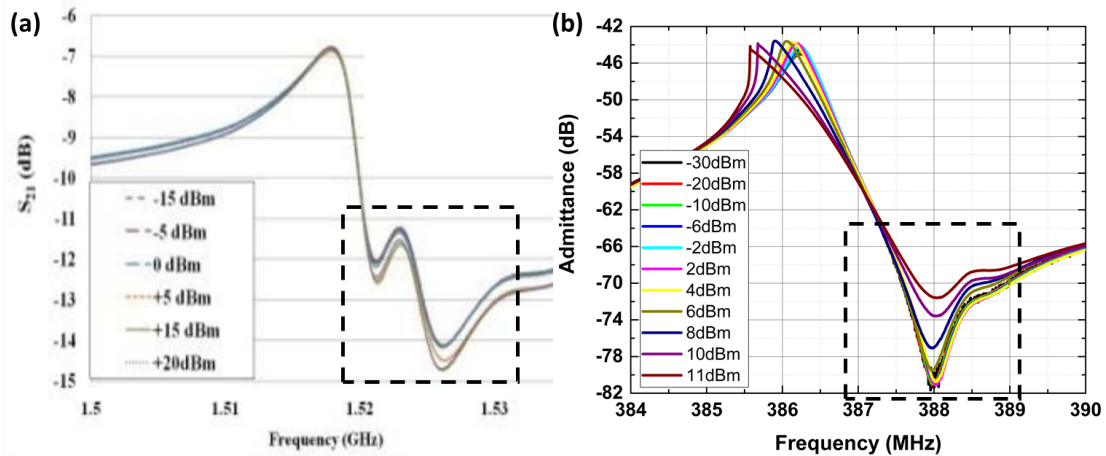 (a)
-6
-7
-8
-9
-10
-11
-12
-13
-14
-15
S21 (dB)
-15 dBm
-5 dBm
0 dBm
+5 dBm
+15 dBm
+20dBm
1.5
1.51
1.52
1.53
Frequency (GHz)
(b)
-42
-46
-50
-54
-58
-62
-66
-70
-74
-78
-82
Admittance (dB)
-30dBm
-20dBm
-10dBm
-6dBm
-2dBm
2dBm
4dBm
6dBm
8dBm
10dBm
11dBm
384
385
386
387
388
389
390
Frequency (MHz)